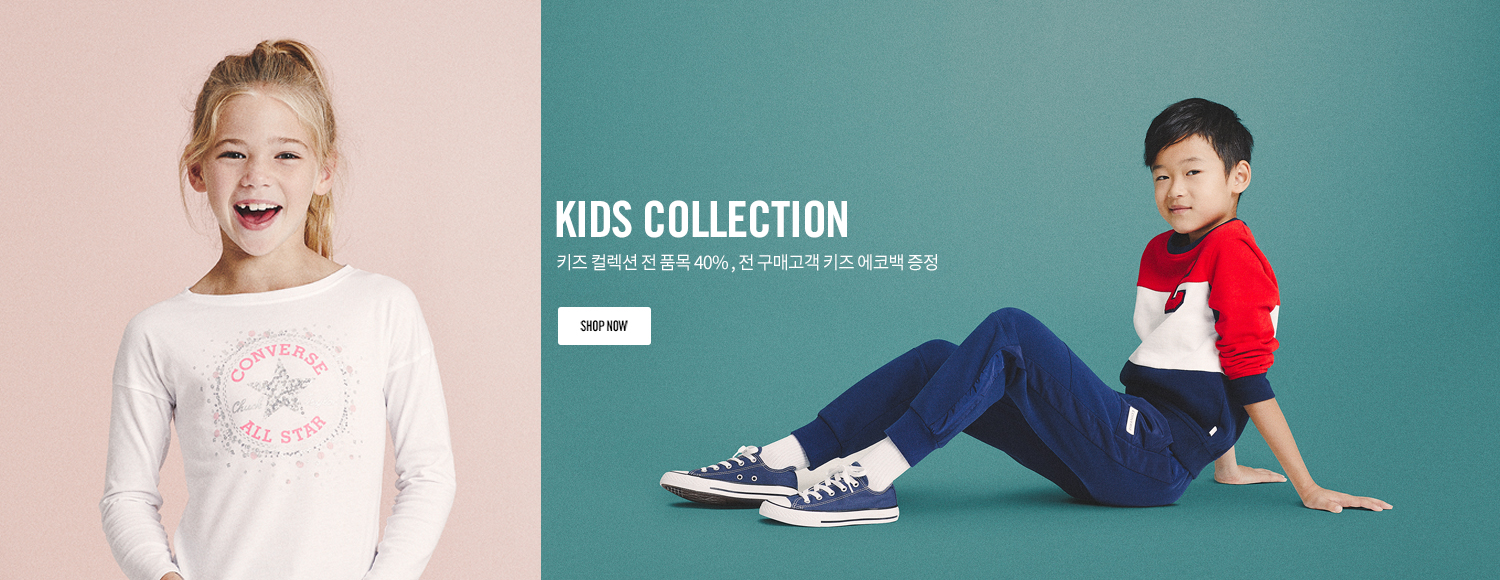 CONVERSE
Chuck
ALL STAR
KIDS COLLECTION
키즈 컬렉션 전 품목 40% , 전 구매고객 키즈 에코백 증정
SHOP NOW